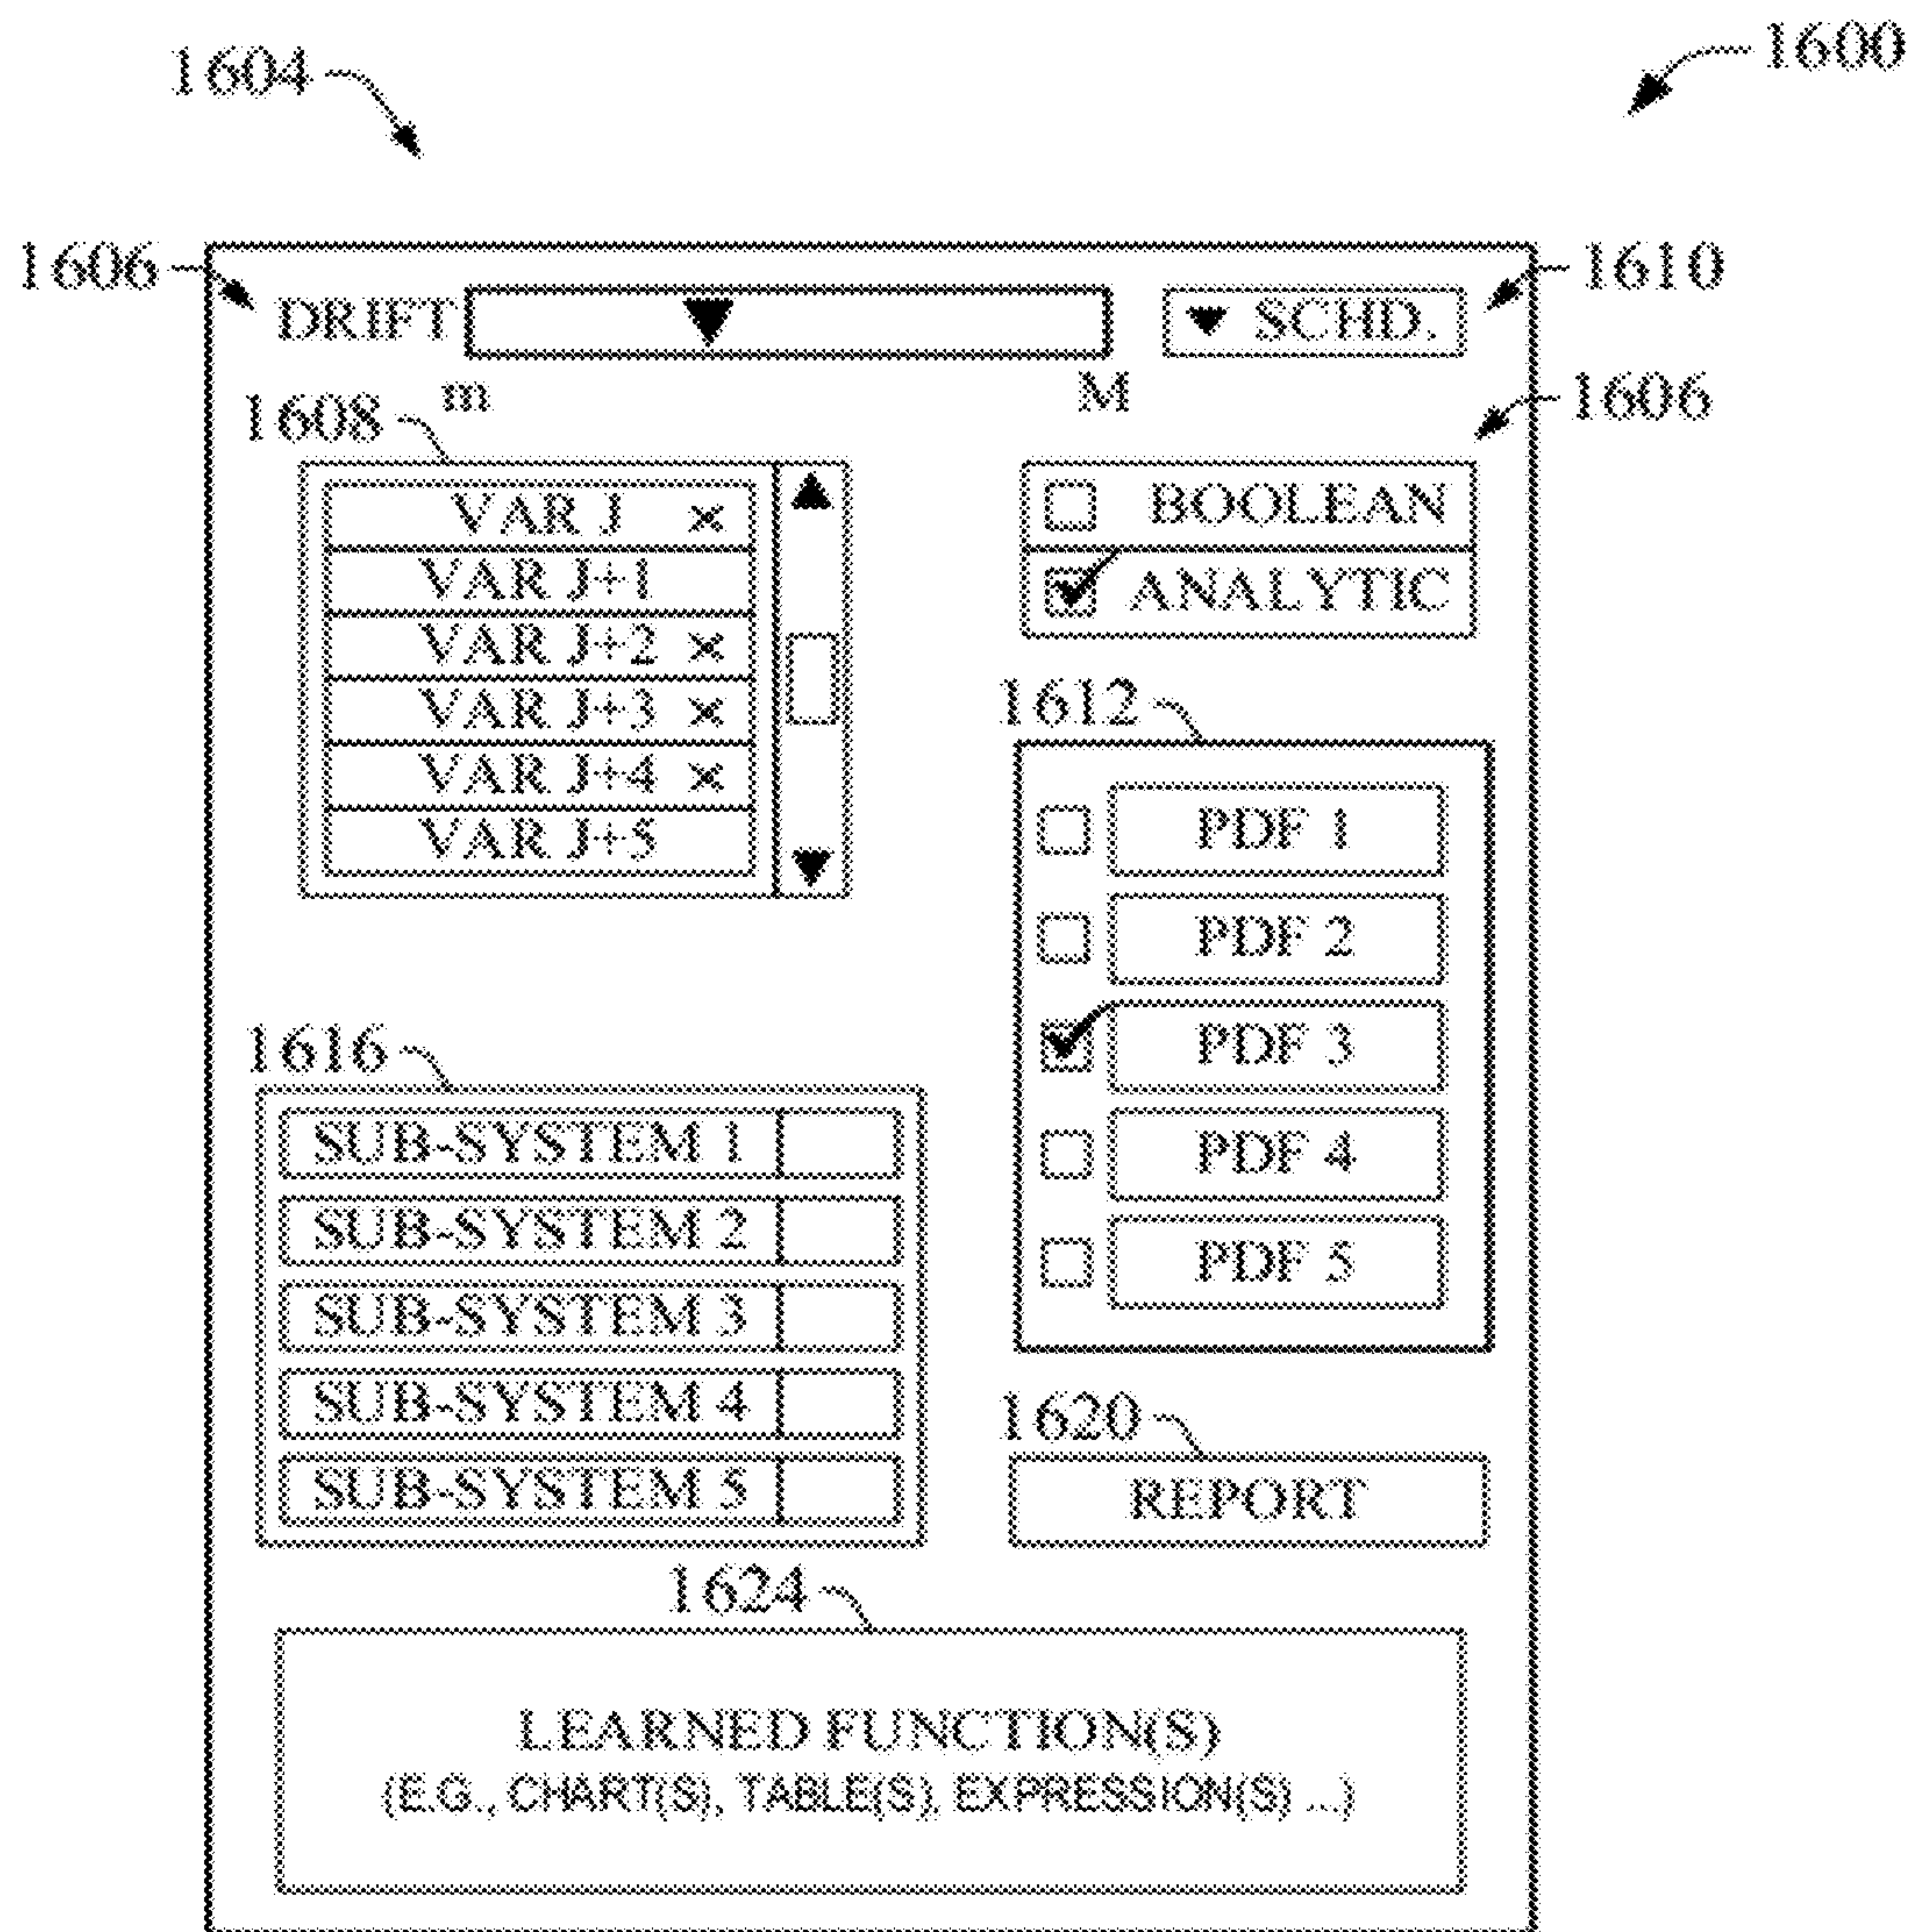 1604
1600
1606
1610
DRIFT
SCHD.
m
M
1606
1608
VAR J ×
VAR J+1
VAR J+2 ×
VAR J+3 ×
VAR J+4 ×
VAR J+5
BOOLEAN
ANALYTIC
1612
PDF 1
PDF 2
PDF 3
PDF 4
PDF 5
1616
SUB-SYSTEM 1
SUB-SYSTEM 2
SUB-SYSTEM 3
SUB-SYSTEM 4
SUB-SYSTEM 5
1620
REPORT
1624
LEARNED FUNCTION(S)
(E.G., CHART(S), TABLE(S), EXPRESSION(S) ...)